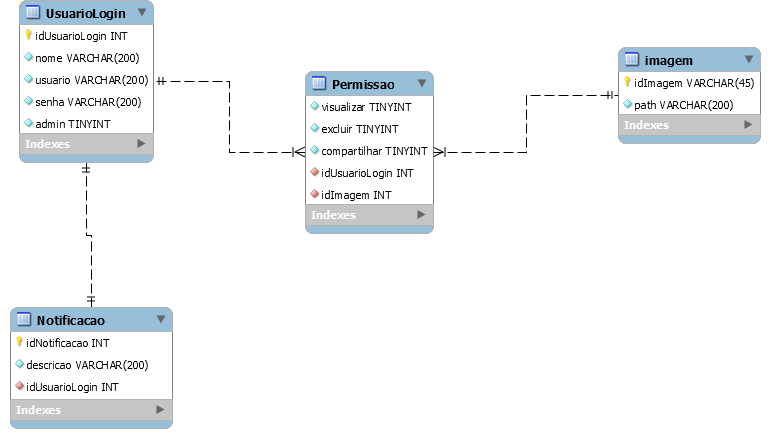 UsuarioLogin
idUsuarioLogin INT
nome VARCHAR(200)
usuario VARCHAR(200)
senha VARCHAR(200)
admin TINYINT
Indexes
Permissao
visualizar TINYINT
excluir TINYINT
compartilhar TINYINT
idUsuarioLogin INT
idImagem INT
Indexes
imagem
idImagem VARCHAR(45)
path VARCHAR(200)
Indexes
Notificacao
idNotificacao INT
descricao VARCHAR(200)
idUsuarioLogin INT
Indexes